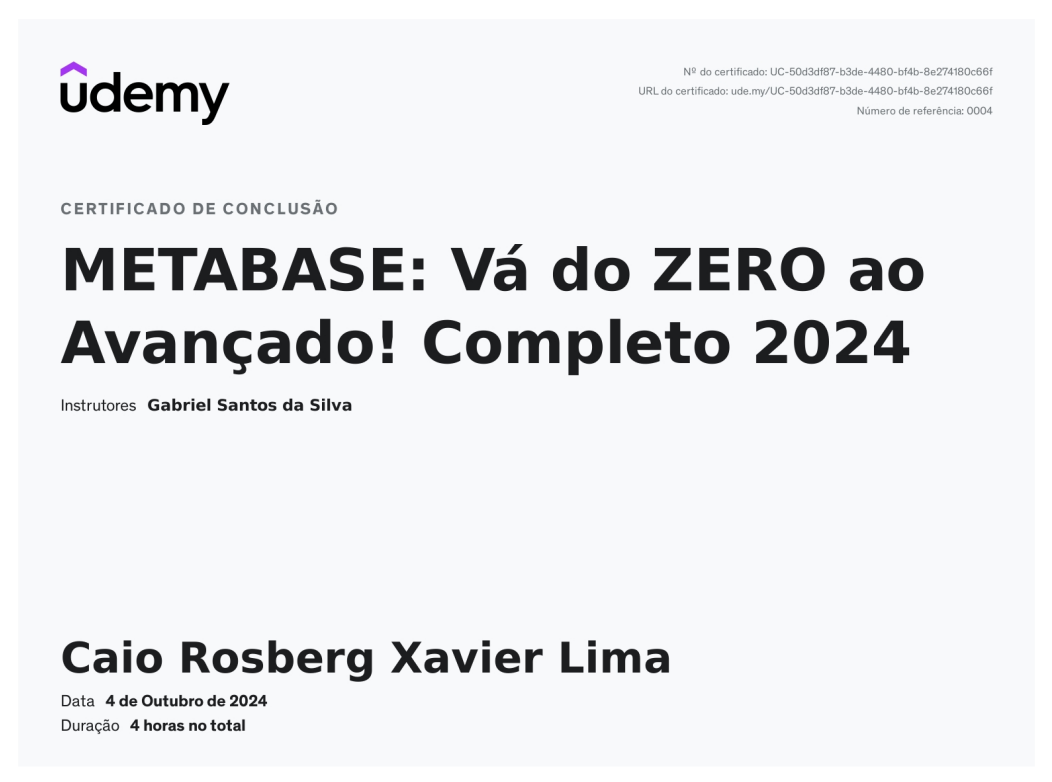 udemy
Nº do certificado: UC-50d3df87-b3de-4480-bf4b-8e274180c66f
URL do certificado: ude.my/UC-50d3df87-b3de-4480-bf4b-8e274180c66f
Número de referência: 0004
CERTIFICADO DE CONCLUSÃO
METABASE: Vá do ZERO ao
Avançado! Completo 2024
Instrutores Gabriel Santos da Silva
Caio Rosberg Xavier Lima
Data 4 de Outubro de 2024
Duração 4 horas no total